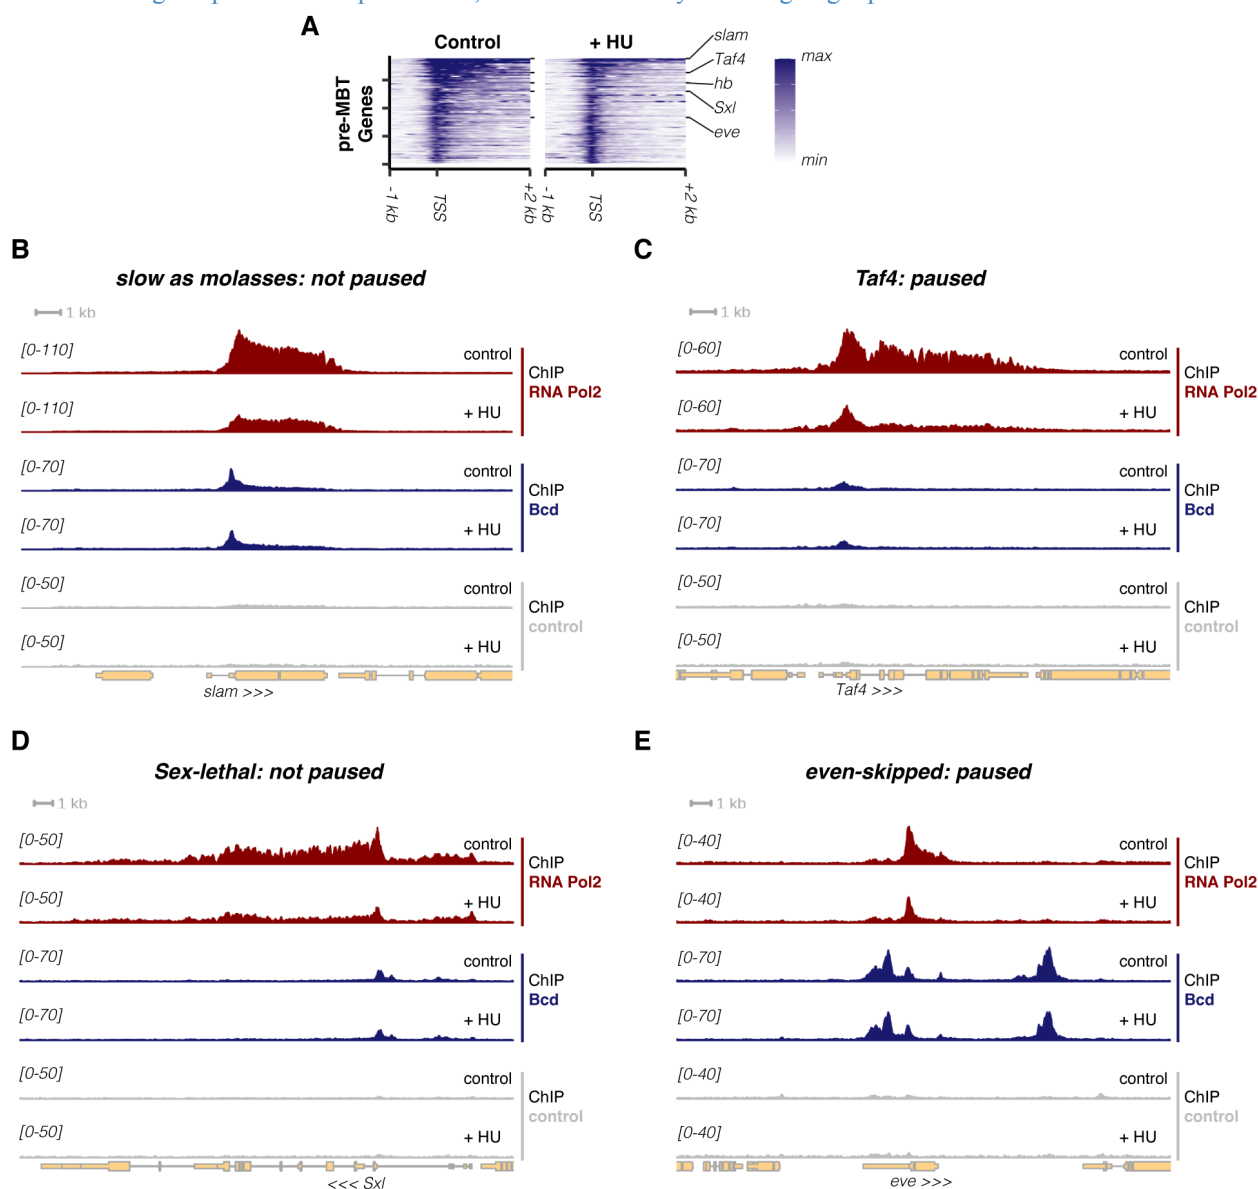 A
Control
+ HU
slam
Taf4
hb
Sxl
eve
max
min
pre-MBT
Genes
-1 kb
TSS
+2 kb
-1 kb
TSS
+2 kb
B
slow as molasses: not paused
1 kb
[0-110]
control
[0-110]
+ HU
ChIP
RNA Pol2
[0-70]
control
[0-70]
+ HU
ChIP
Bcd
[0-50]
control
[0-50]
+ HU
ChIP
control
slam >>>
C
Taf4: paused
1 kb
[0-60]
control
[0-60]
+ HU
ChIP
RNA Pol2
[0-70]
control
[0-70]
+ HU
ChIP
Bcd
[0-50]
control
[0-50]
+ HU
ChIP
control
Taf4 >>>
D
Sex-lethal: not paused
1 kb
[0-50]
control
[0-50]
+ HU
ChIP
RNA Pol2
[0-70]
control
[0-70]
+ HU
ChIP
Bcd
[0-50]
control
[0-50]
+ HU
ChIP
control
<<< Sxl
E
even-skipped: paused
1 kb
[0-40]
control
[0-40]
+ HU
ChIP
RNA Pol2
[0-70]
control
[0-70]
+ HU
ChIP
Bcd
[0-40]
control
[0-40]
+ HU
ChIP
control
eve >>>